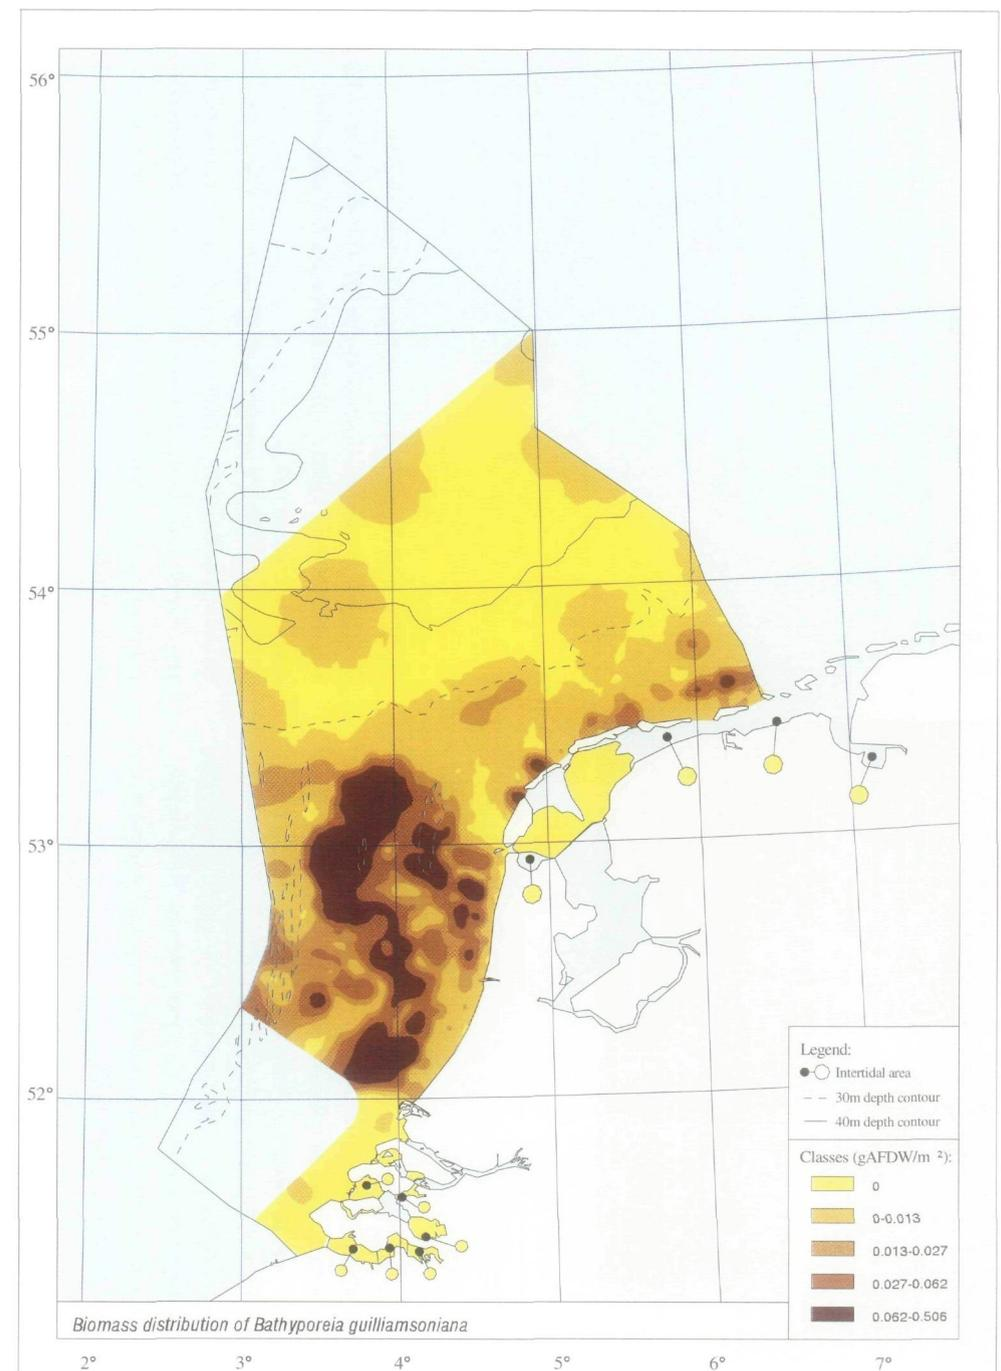 56°
55°
54°
53°
52°
Legend:
Intertidal area
30m depth contour
40m depth contour
Classes (gAFDW/m ²):
0
0-0.013
0.013-0.027
0.027-0.062
0.062-0.506
Biomass distribution of Bathyporeia guilliamsoniana
2° 3° 4° 5° 6° 7°